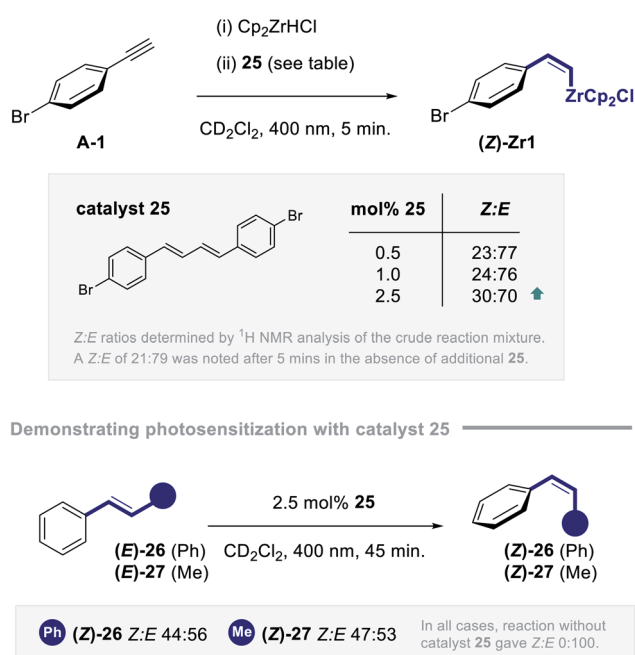 (i) Cp2ZrHCl
(ii) 25 (see table)
CD2Cl2, 400 nm, 5 min.
Br
A-1
Br
ZrCp2Cl
(Z)-Zr1
catalyst 25
Br
Br
mol% 25 Z:E
0.5 23:77
1.0 24:76
2.5 30:70
Z:E ratios determined by 1H NMR analysis of the crude reaction mixture.
A Z:E of 21:79 was noted after 5 mins in the absence of additional 25.
Demonstrating photosensitization with catalyst 25
2.5 mol% 25
CD2Cl2, 400 nm, 45 min.
(E)-26 (Ph)
(E)-27 (Me)
(Z)-26 (Ph)
(Z)-27 (Me)
Ph (Z)-26 Z:E 44:56
Me (Z)-27 Z:E 47:53
In all cases, reaction without
catalyst 25 gave Z:E 0:100.